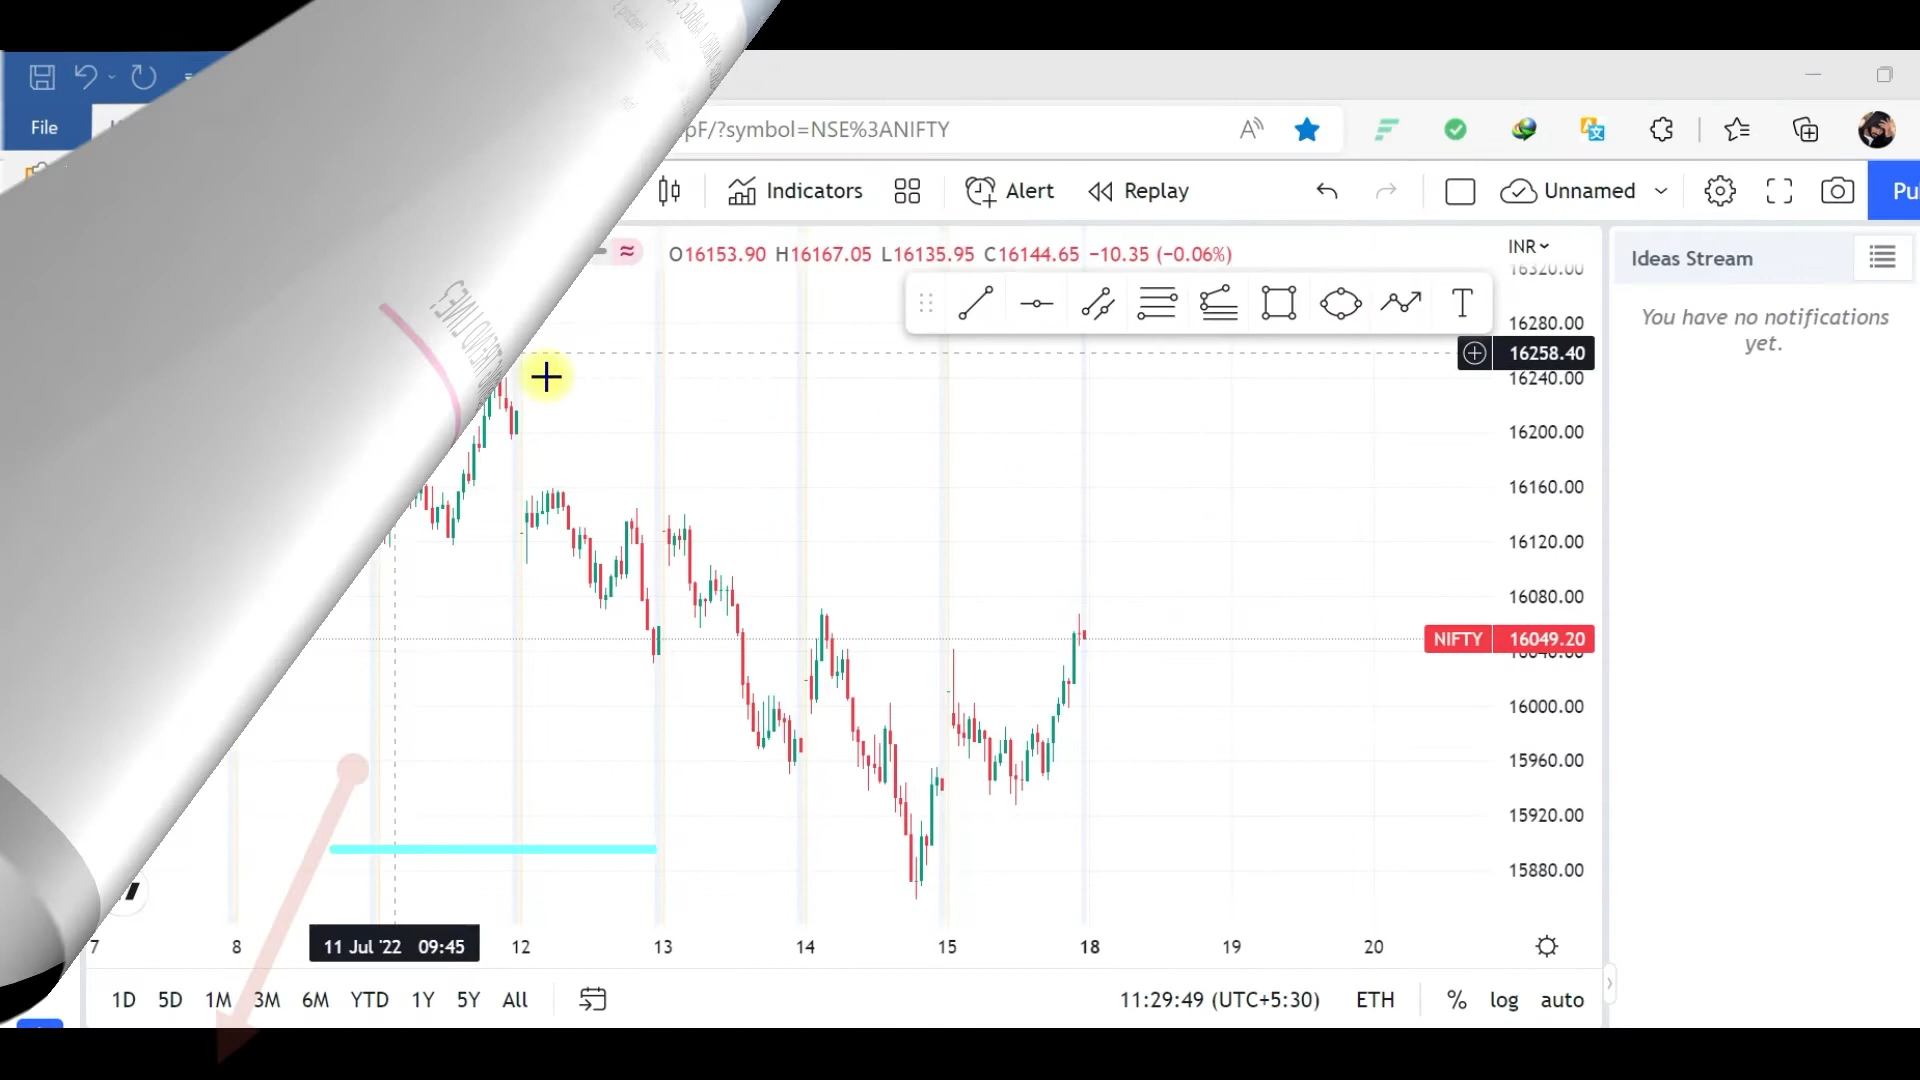 File
pF/?symbol=NSE%3ANIFTY
Indicators
Alert
Replay
Unnamed
Pu
O16153.90 H16167.05 L16135.95 C16144.65 −10.35 (−0.06%)
INR
Ideas Stream
You have no notifications
yet.
16320.00
16280.00
16258.40
16240.00
16200.00
16160.00
16120.00
16080.00
NIFTY 16049.20
16040.00
16000.00
15960.00
15920.00
15880.00
7 8 11 Jul '22 09:45 12 13 14 15 18 19 20
1D 5D 1M 3M 6M YTD 1Y 5Y All
11:29:49 (UTC+5:30) ETH % log auto